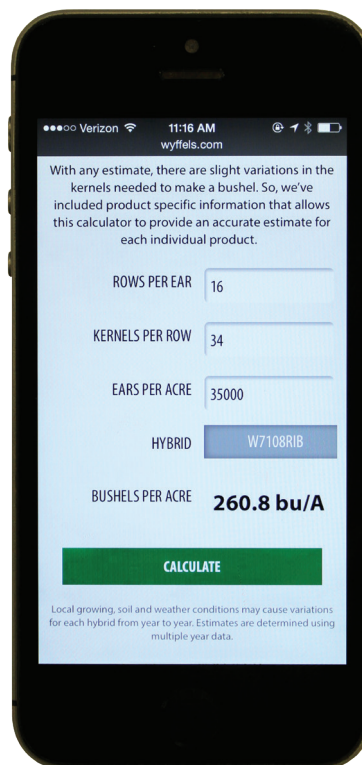 Verizon 11:16 AM
wyffels.com
With any estimate, there are slight variations in the
kernels needed to make a bushel. So, we've
included product specific information that allows
this calculator to provide an accurate estimate for
each individual product.
ROWS PER EAR 16
KERNELS PER ROW 34
EARS PER ACRE 35000
HYBRID W7108RIB
BUSHELS PER ACRE 260.8 bu/A
CALCULATE
Local growing, soil and weather conditions may cause variations
for each hybrid from year to year. Estimates are determined using
multiple year data.